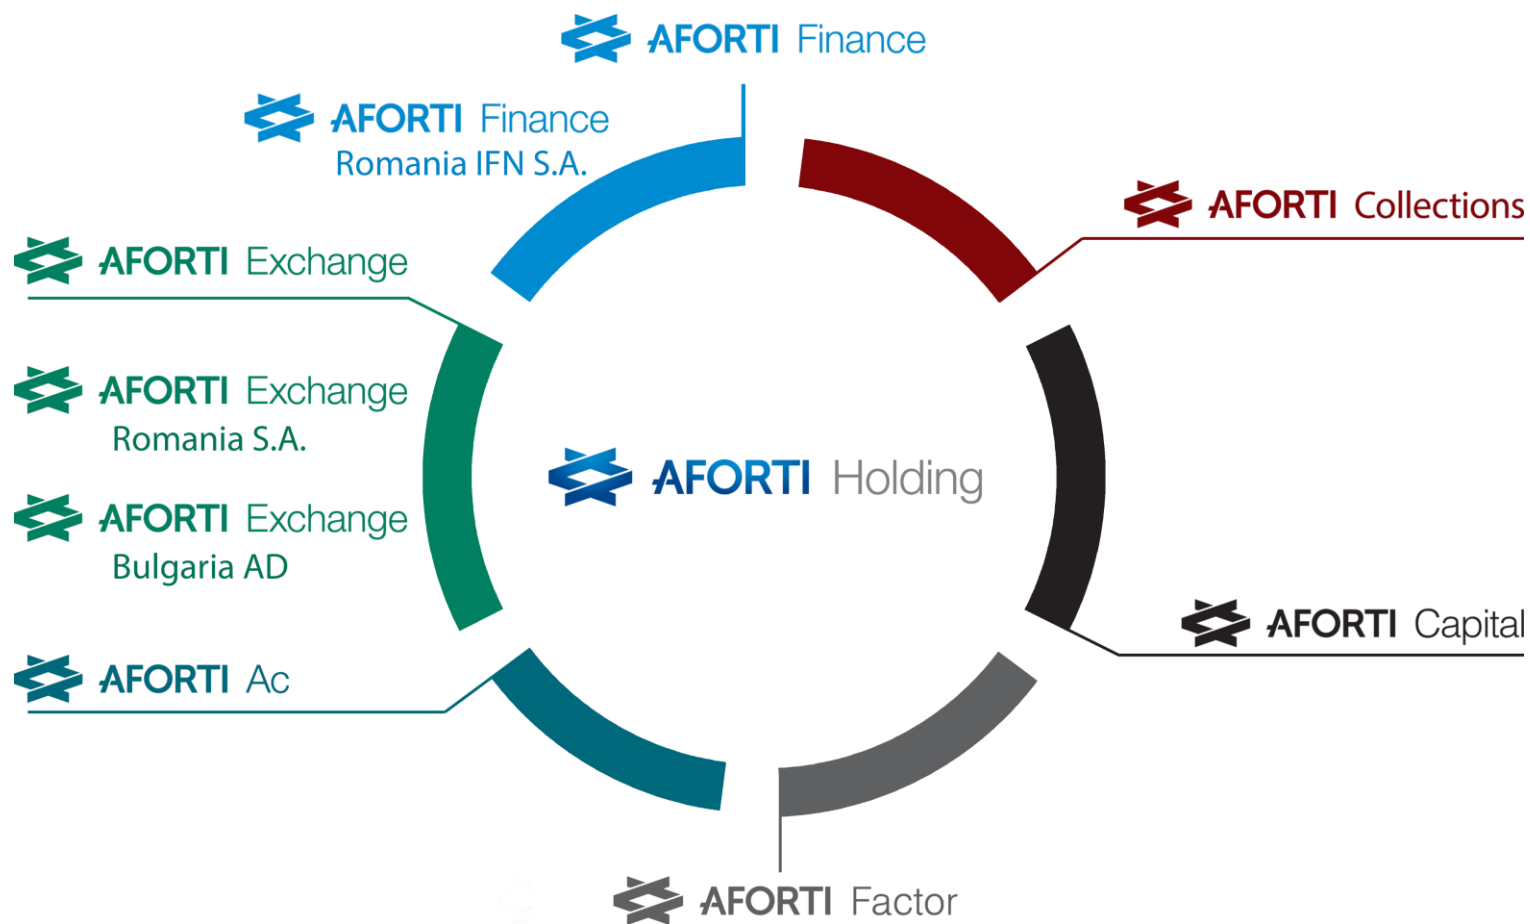 AFORTI Finance
AFORTI Finance
Romania IFN S.A.
AFORTI Collections
AFORTI Exchange
AFORTI Exchange
Romania S.A.
AFORTI Holding
AFORTI Exchange
Bulgaria AD
AFORTI Capital
AFORTI Ac
AFORTI Factor